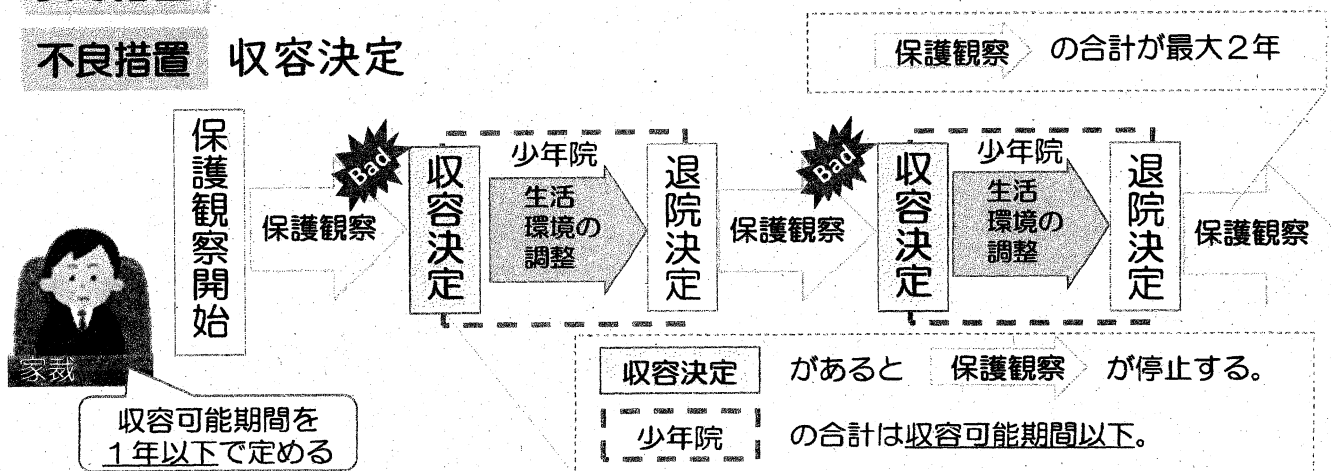 不良措置 収容決定
保護観察 の合計が最大2年
保護観察開始
保護観察
Bad
収容決定
少年院
生活
環境の
調整
退院決定
保護観察
Bad
収容決定
少年院
生活
環境の
調整
退院決定
保護観察
家裁
収容可能期間を
1年以下で定める
収容決定 があると 保護観察 が停止する。
少年院 の合計は収容可能期間以下。